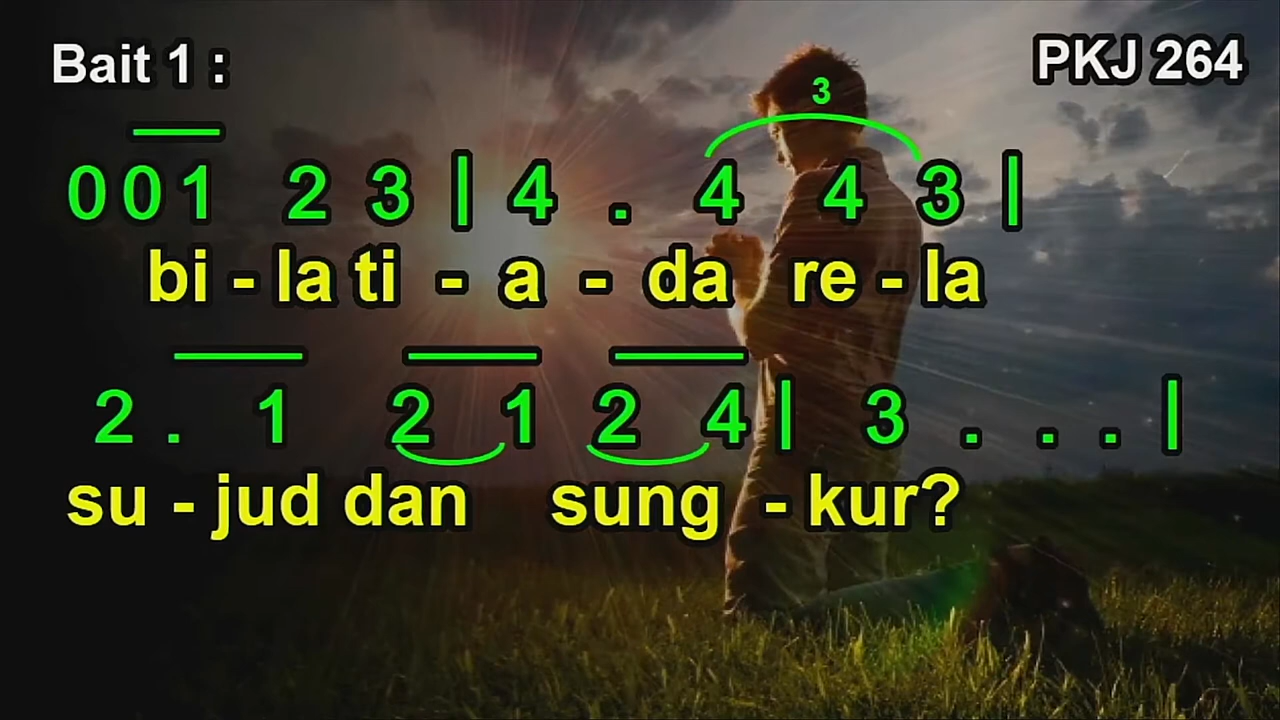 Bait 1 : PKJ 264
3
0 0 1 2 3 | 4 . 4 4 3 |
bi - la ti - a - da re - la
2 . 1 2 1 2 4 | 3 . . . |
su - jud dan sung - kur?